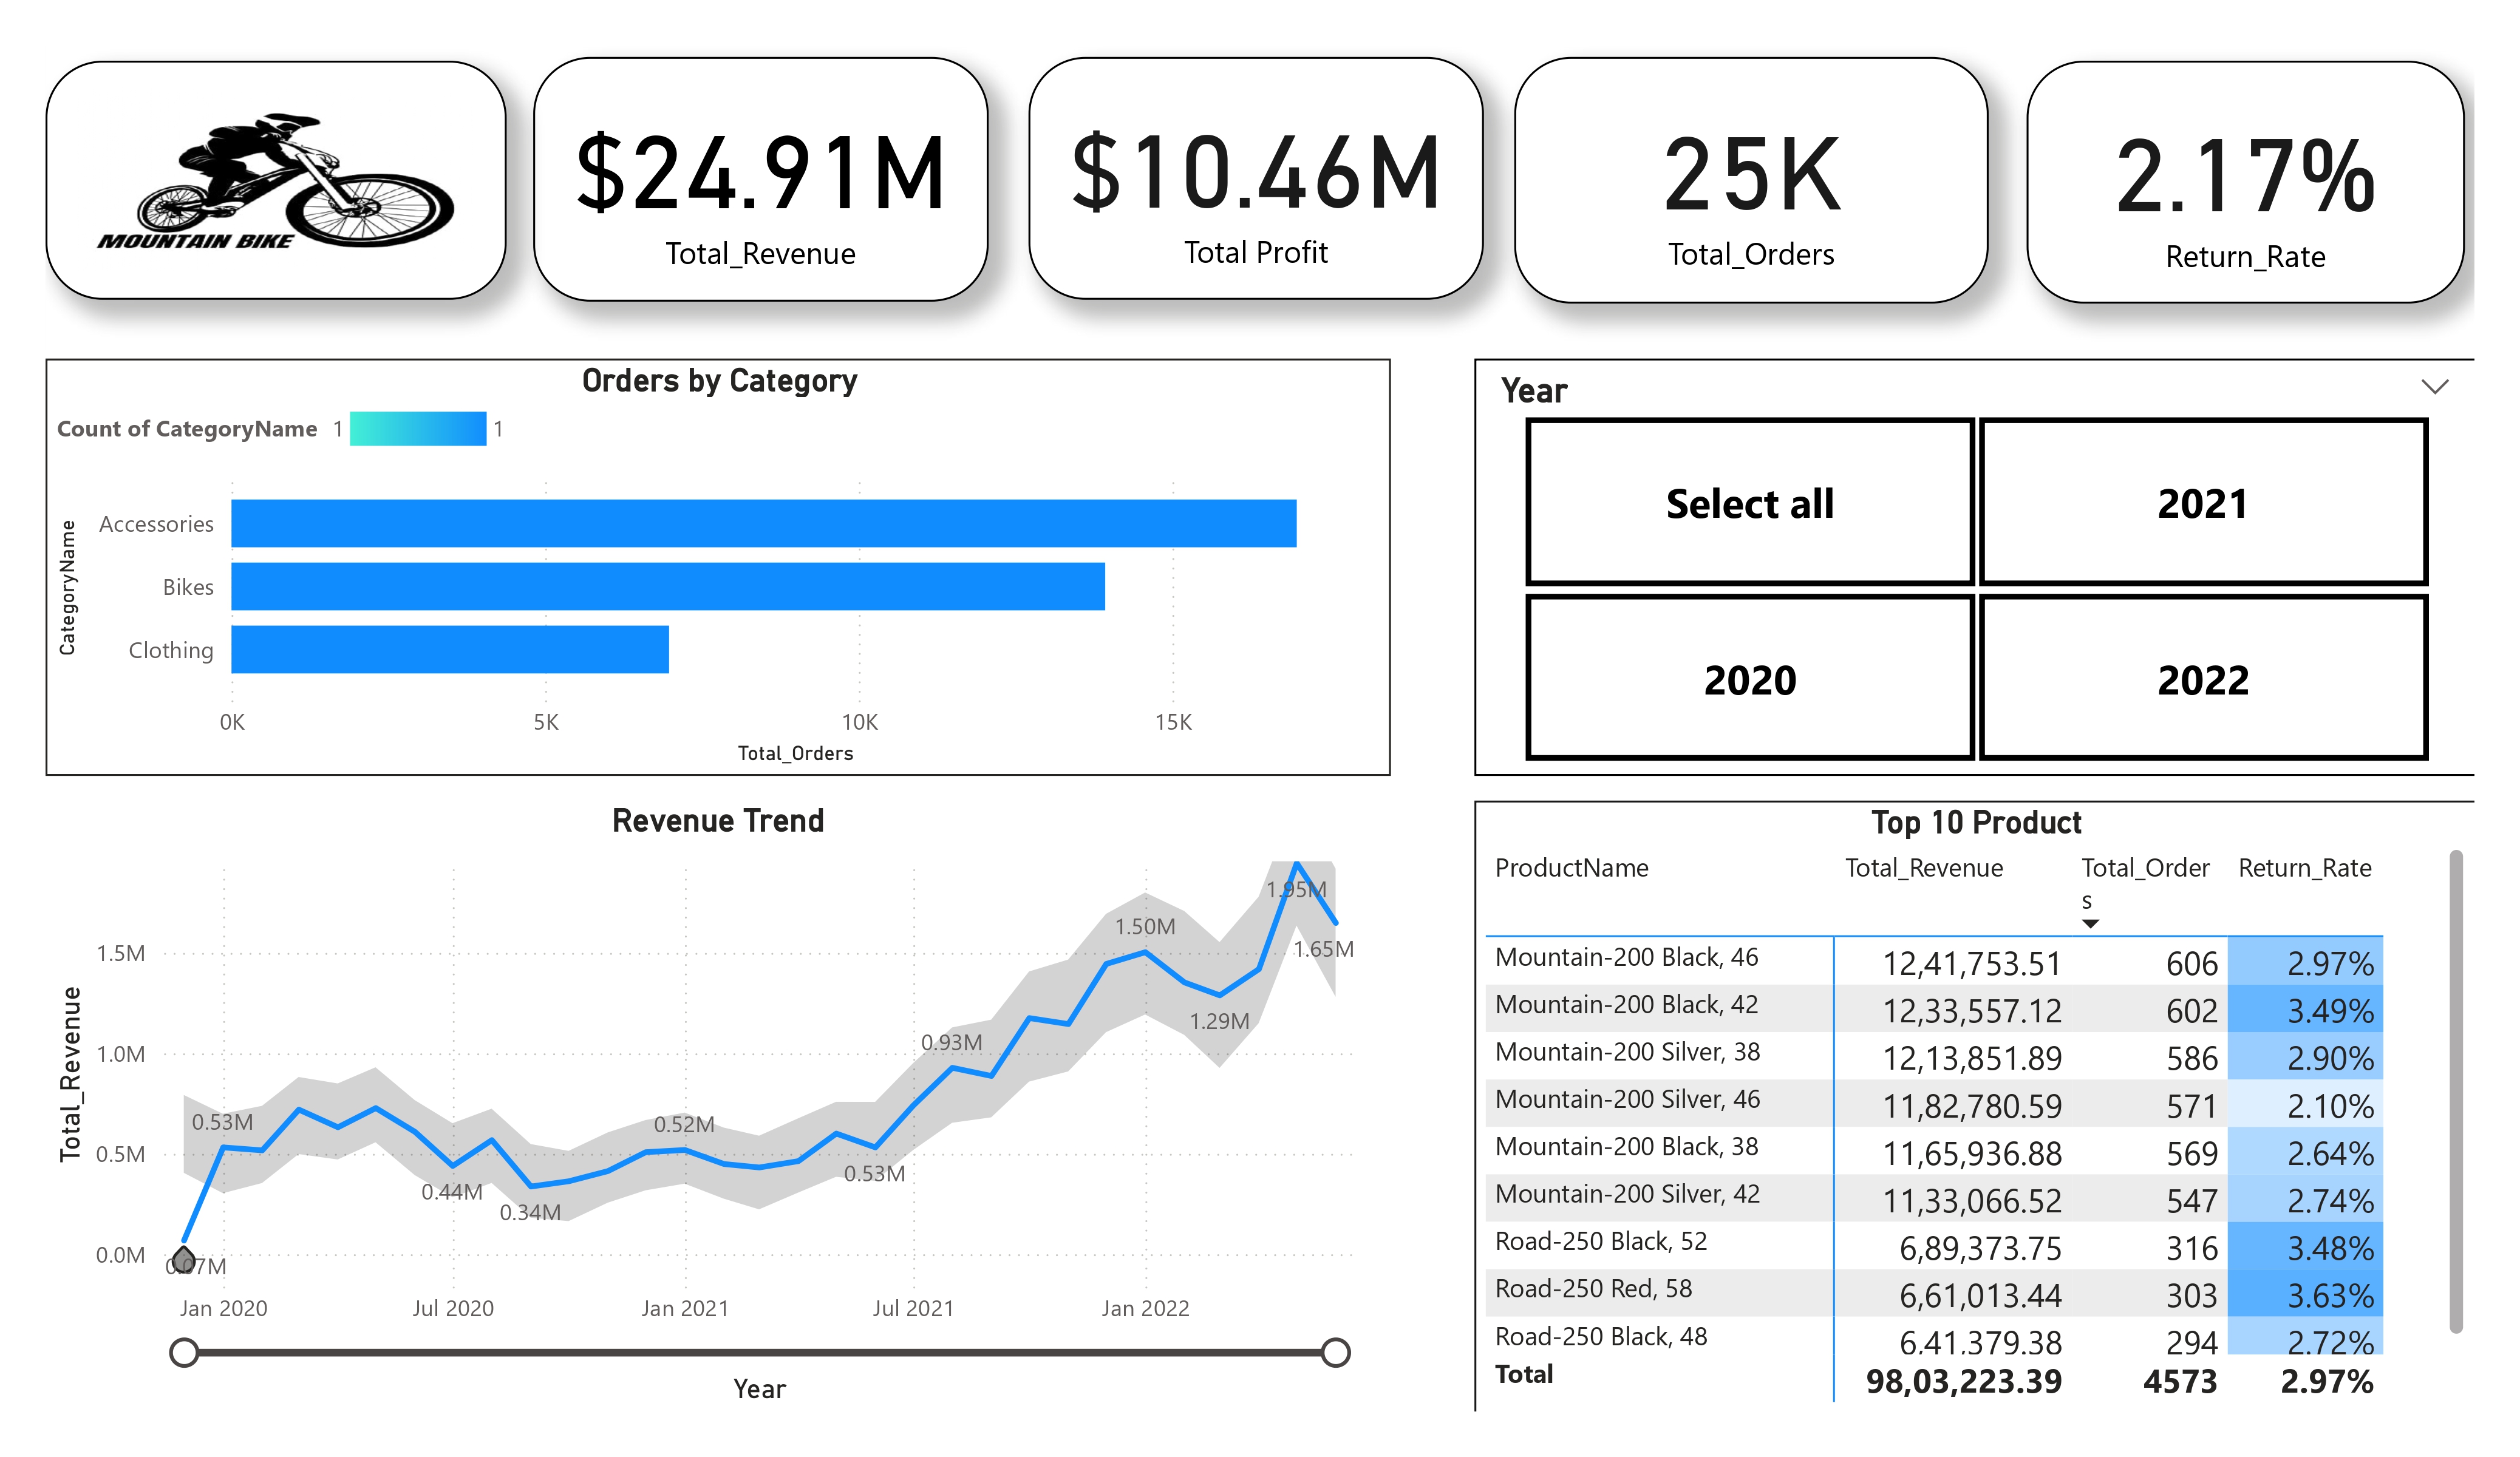 MOUNTAIN BIKE
$24.91M
Total_Revenue
$10.46M
Total Profit
25K
Total_Orders
2.17%
Return_Rate
Orders by Category
Count of CategoryName 1 1
CategoryName
Accessories
Bikes
Clothing
0K 5K 10K 15K
Total_Orders
Year
Select all 2021
2020 2022
Revenue Trend
Total_Revenue
1.5M
1.0M
0.5M
0.0M
0.07M
0.53M
0.44M
0.34M
0.52M
0.53M
0.93M
1.50M
1.29M
1.95M
1.65M
Jan 2020 Jul 2020 Jan 2021 Jul 2021 Jan 2022
Year
Top 10 Product
ProductName Total_Revenue Total_Order Return_Rate
s
Mountain-200 Black, 46 12,41,753.51 606 2.97%
Mountain-200 Black, 42 12,33,557.12 602 3.49%
Mountain-200 Silver, 38 12,13,851.89 586 2.90%
Mountain-200 Silver, 46 11,82,780.59 571 2.10%
Mountain-200 Black, 38 11,65,936.88 569 2.64%
Mountain-200 Silver, 42 11,33,066.52 547 2.74%
Road-250 Black, 52 6,89,373.75 316 3.48%
Road-250 Red, 58 6,61,013.44 303 3.63%
Road-250 Black, 48 6,41,379.38 294 2.72%
Total 98,03,223.39 4573 2.97%